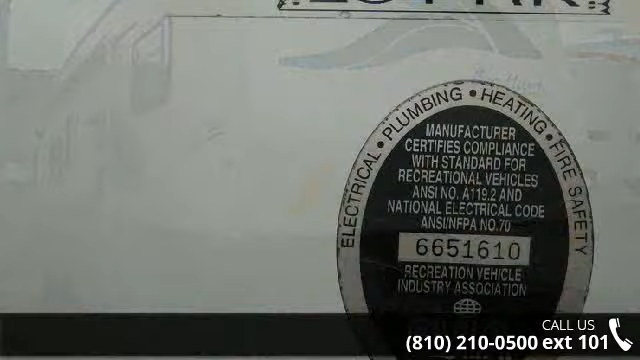 ELECTRICAL • PLUMBING • HEATING • FIRE SAFETY
MANUFACTURER
CERTIFIES COMPLIANCE
WITH STANDARD FOR
RECREATIONAL VEHICLES
ANSI NO. A119.2 AND
NATIONAL ELECTRICAL CODE
ANSI/NFPA NO. 70
6651610
RECREATION VEHICLE
INDUSTRY ASSOCIATION
CALL US
(810) 210-0500 ext 101